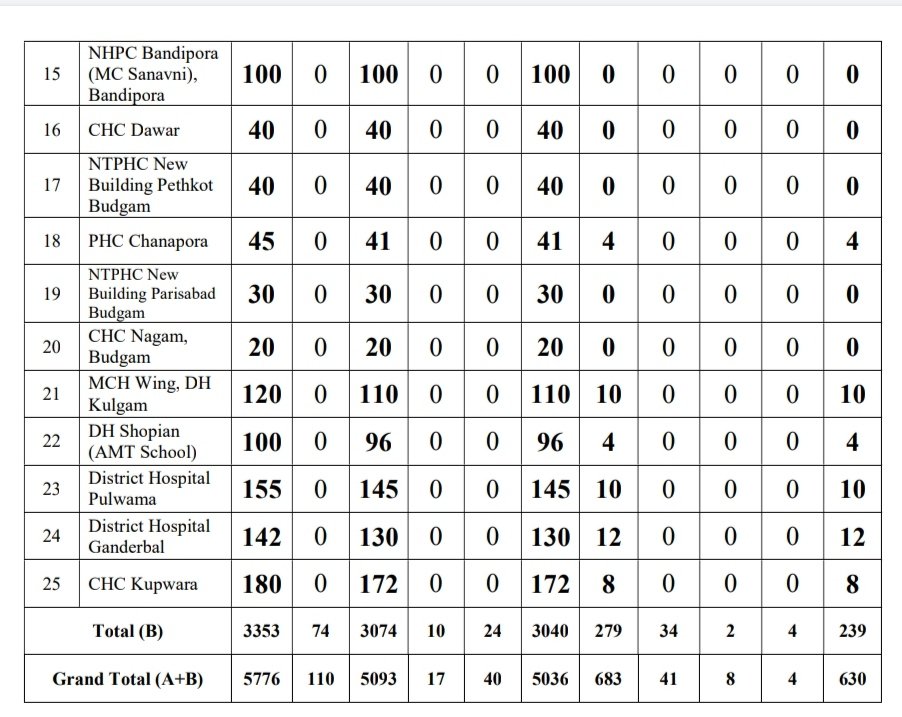 15 NHPC Bandipora (MC Sanavni), Bandipora 100 0 100 0 0 100 0 0 0 0 0
16 CHC Dawar 40 0 40 0 0 40 0 0 0 0 0
17 NTPHC New Building Pethkot Budgam 40 0 40 0 0 40 0 0 0 0 0
18 PHC Chanapora 45 0 41 0 0 41 4 0 0 0 4
19 NTPHC New Building Parisabad Budgam 30 0 30 0 0 30 0 0 0 0 0
20 CHC Nagam, Budgam 20 0 20 0 0 20 0 0 0 0 0
21 MCH Wing, DH Kulgam 120 0 110 0 0 110 10 0 0 0 10
22 DH Shopian (AMT School) 100 0 96 0 0 96 4 0 0 0 4
23 District Hospital Pulwama 155 0 145 0 0 145 10 0 0 0 10
24 District Hospital Ganderbal 142 0 130 0 0 130 12 0 0 0 12
25 CHC Kupwara 180 0 172 0 0 172 8 0 0 0 8
Total (B) 3353 74 3074 10 24 3040 279 34 2 4 239
Grand Total (A+B) 5776 110 5093 17 40 5036 683 41 8 4 630